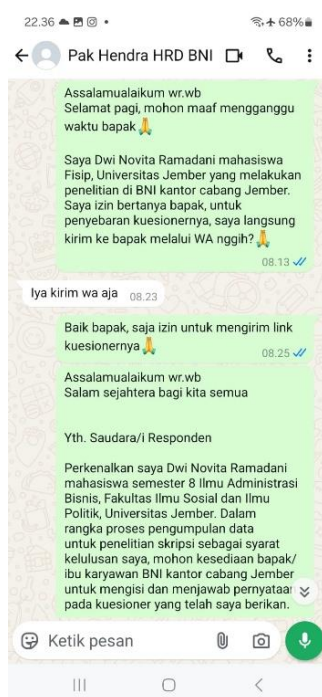 22.36
68%
Pak Hendra HRD BNI
Assalamualaikum wr.wb
Selamat pagi, mohon maaf mengganggu
waktu bapak🙏
Saya Dwi Novita Ramadani mahasiswa
Fisip, Universitas Jember yang melakukan
penelitian di BNI kantor cabang Jember.
Saya izin bertanya bapak, untuk
penyebaran kuesionernya, saya langsung
kirim ke bapak melalui WA nggih?🙏
08.13
Iya kirim wa aja 08.23
Baik bapak, saja izin untuk mengirim link
kuesionernya🙏
08.25
Assalamualaikum wr.wb
Salam sejahtera bagi kita semua
Yth. Saudara/i Responden
Perkenalkan saya Dwi Novita Ramadani
mahasiswa semester 8 Ilmu Administrasi
Bisnis, Fakultas Ilmu Sosial dan Ilmu
Politik, Universitas Jember. Dalam
rangka proses pengumpulan data
untuk penelitian skripsi sebagai syarat
kelulusan saya, mohon kesediaan bapak/
ibu karyawan BNI kantor cabang Jember
untuk mengisi dan menjawab pernyataa
pada kuesioner yang telah saya berikan.
Ketik pesan